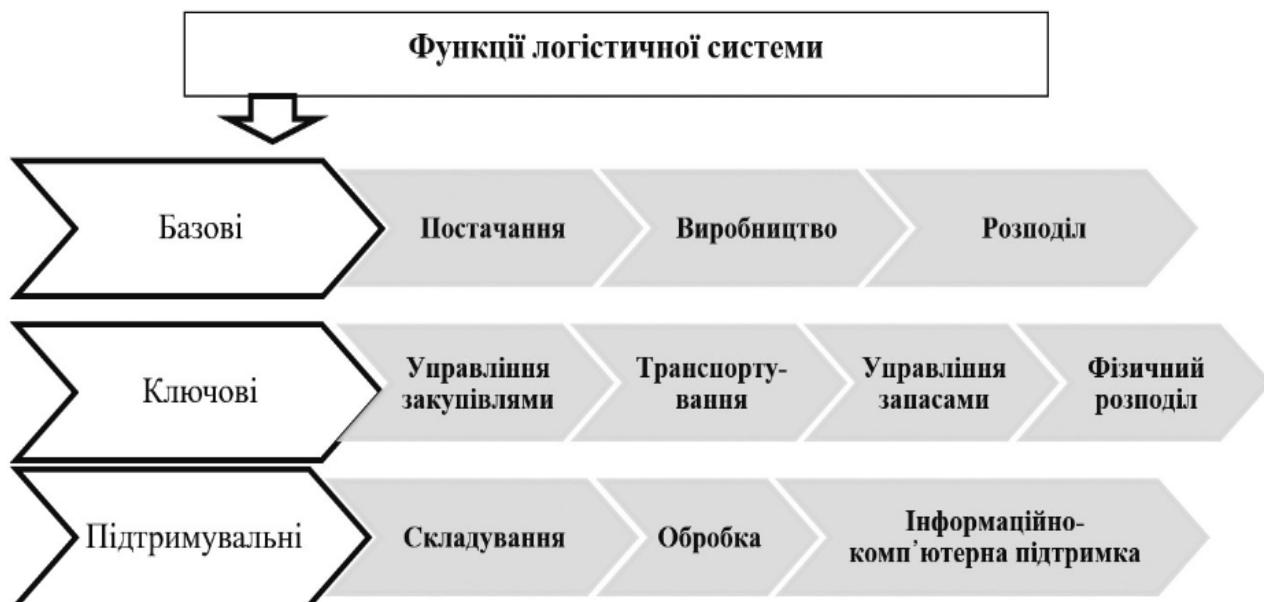 Функції логістичної системи
Базові
Постачання
Виробництво
Розподіл
Ключові
Управління
закупівлями
Транспорту-
вання
Управління
запасами
Фізичний
розподіл
Підтримувальні
Складування
Обробка
Інформаційно-
комп’ютерна підтримка